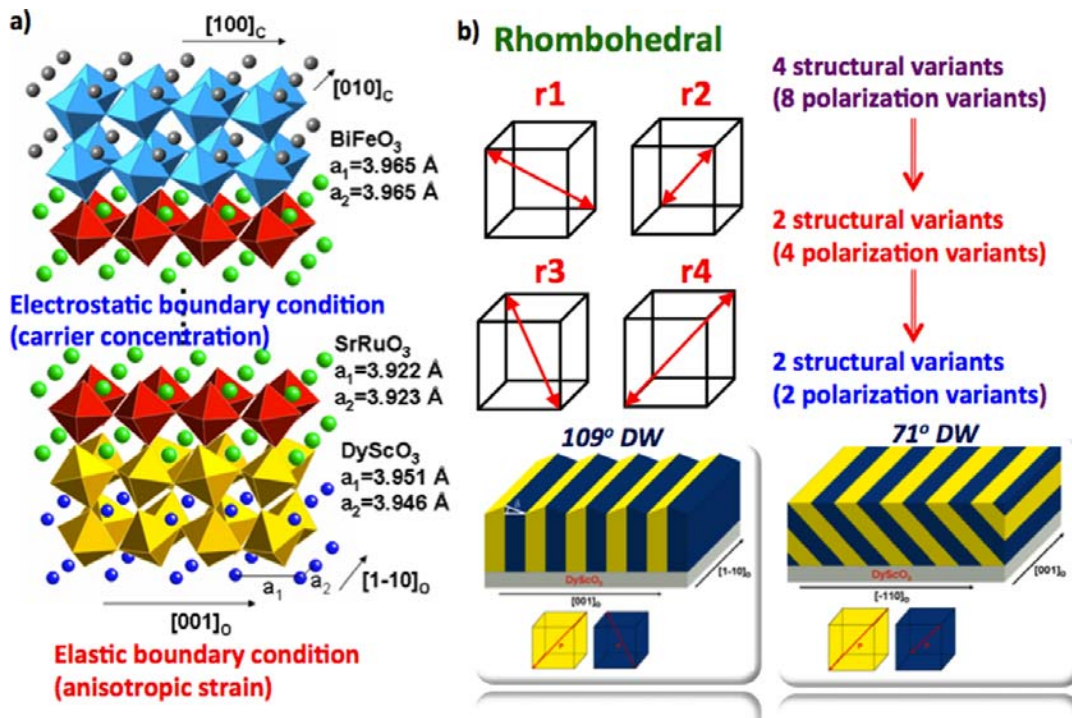 a)
[100]C
[010]C
BiFeO3
a1=3.965 Å
a2=3.965 Å
Electrostatic boundary condition
(carrier concentration)
SrRuO3
a1=3.922 Å
a2=3.923 Å
DyScO3
a1=3.951 Å
a2=3.946 Å
a1
a2
[1-10]O
[001]O
Elastic boundary condition
(anisotropic strain)
b) Rhombohedral
r1
r2
r3
r4
4 structural variants
(8 polarization variants)
2 structural variants
(4 polarization variants)
2 structural variants
(2 polarization variants)
109° DW
DyScO3
[001]O
[1-10]O
P
P
71° DW
DyScO3
[-110]O
[001]O
P
P